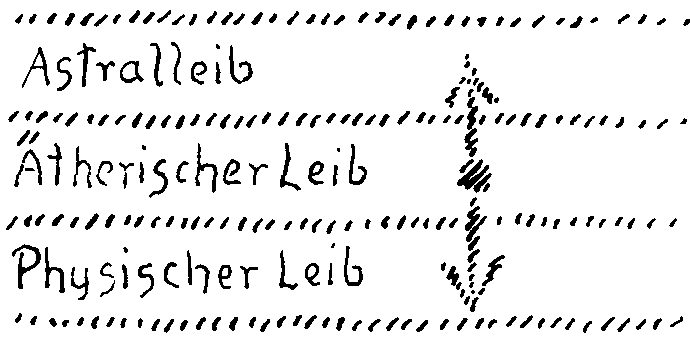 Astralleib
Ätherischer Leib
Physischer Leib